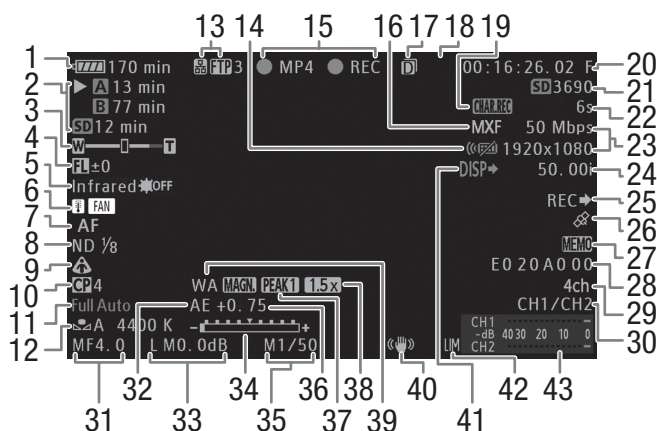 13 15 17 18 19
14 16
1 170 min FTP 3 MP4 REC D 00:16:26.02 F 20
2 A 13 min SD 3690 21
B 77 min CHAR.REC 6s 22
3 SD 12 min MXF 50 Mbps 23
4 W T 1920x1080
5 FL ±0 DISP 50.00i 24
Infrared OFF REC 25
6 FAN 26
7 AF MEMO 27
8 ND 1/8 E020A000 28
9 4ch 29
10 CP 4 WA MAGN. PEAK1 1.5x CH1/CH2 30
11 Full Auto AE +0.75
12 A 4400 K - + CH1
-dB 40 30 20 10 0
MF4.0 L M0.0dB M1/50 LIM CH2
31 32 33 34 35 36 37 38 39 40 41 42 43